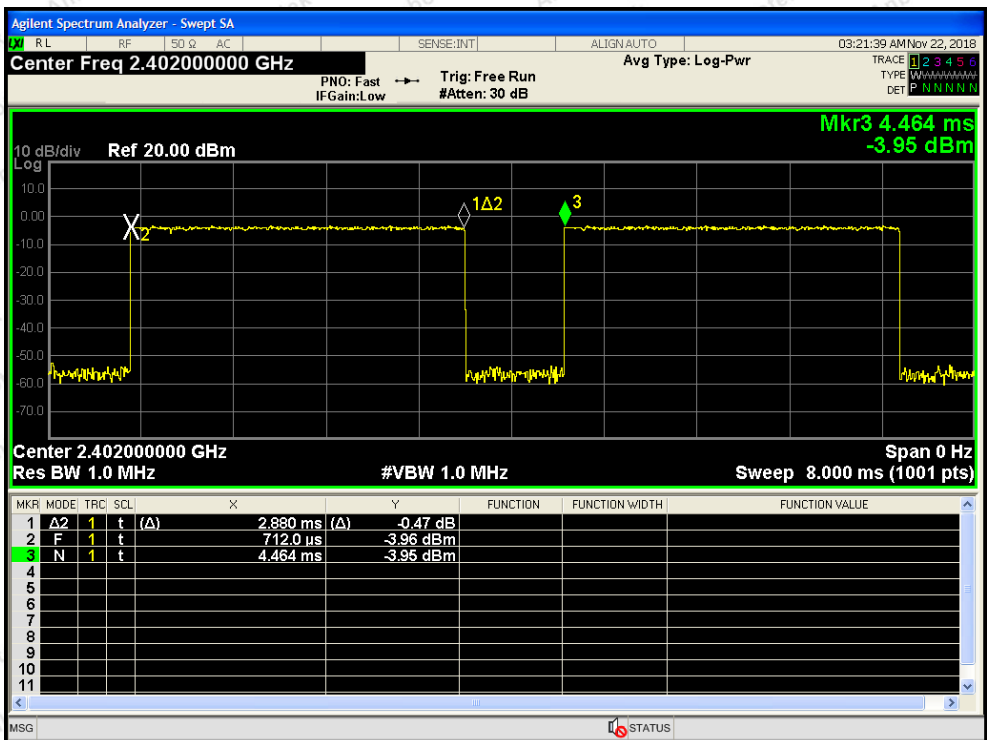 Agilent Spectrum Analyzer - Swept SA
LXI RL RF 50 Ω AC SENSE:INT ALIGN AUTO 03:21:39 AM Nov 22, 2018
Center Freq 2.402000000 GHz
PNO: Fast
IFGain:Low
Trig: Free Run
#Atten: 30 dB
Avg Type: Log-Pwr
TRACE 1 2 3 4 5 6
TYPE WWWWWW
DET P N N N N N
Mkr3 4.464 ms
-3.95 dBm
10 dB/div Ref 20.00 dBm
Log
10.0
0.00
-10.0
-20.0
-30.0
-40.0
-50.0
-60.0
-70.0
2
1Δ2
3
Center 2.402000000 GHz Span 0 Hz
Res BW 1.0 MHz #VBW 1.0 MHz Sweep 8.000 ms (1001 pts)
MKR MODE TRC SCL X Y FUNCTION FUNCTION WIDTH FUNCTION VALUE
1 Δ2 1 t (Δ) 2.880 ms (Δ) -0.47 dB
2 F 1 t 712.0 µs -3.96 dBm
3 N 1 t 4.464 ms -3.95 dBm
4
5
6
7
8
9
10
11
MSG STATUS